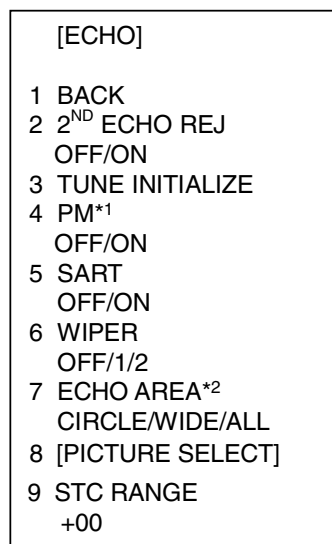 [ECHO]
1 BACK
2 2ND ECHO REJ
OFF/ON
3 TUNE INITIALIZE
4 PM*1
OFF/ON
5 SART
OFF/ON
6 WIPER
OFF/1/2
7 ECHO AREA*2
CIRCLE/WIDE/ALL
8 [PICTURE SELECT]
9 STC RANGE
+00